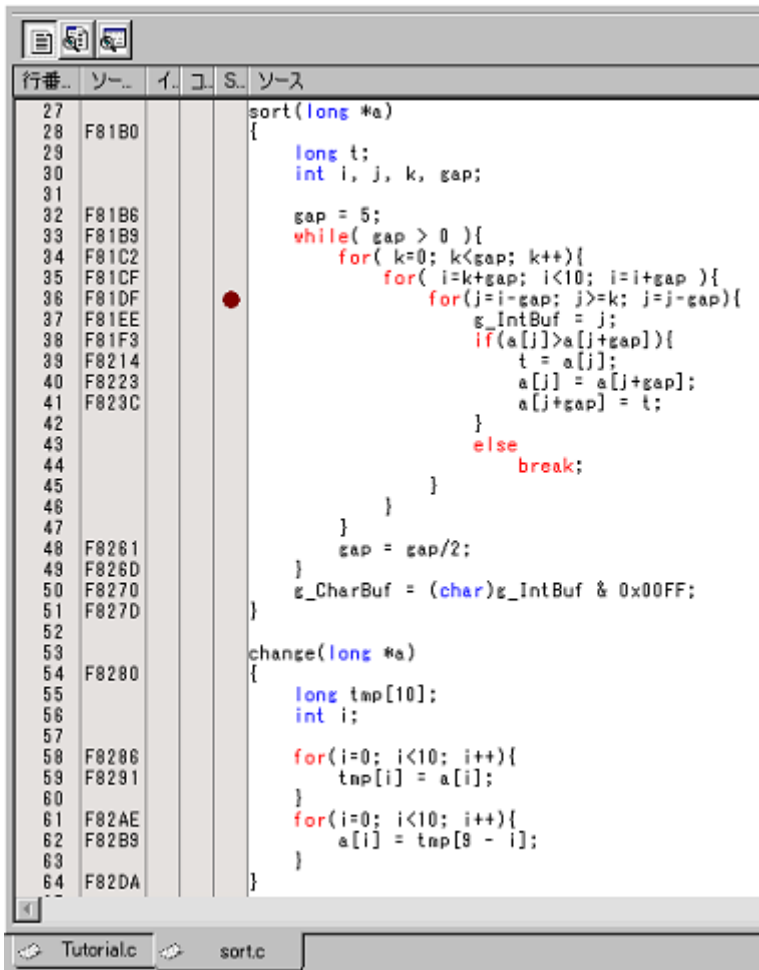 行番... ソー... イ.. コ.. S.. ソース
27 sort(long *a)
28 F81B0 {
29 long t;
30 int i, j, k, gap;
31
32 F81B6 gap = 5;
33 F81B9 while( gap > 0 ){
34 F81C2 for( k=0; k<gap; k++){
35 F81CF for( i=k+gap; i<10; i=i+gap ){
36 F81DF for(j=i-gap; j>=k; j=j-gap){
37 F81EE g_IntBuf = j;
38 F81F3 if(a[j]>a[j+gap]){
39 F8214 t = a[j];
40 F8223 a[j] = a[j+gap];
41 F823C a[j+gap] = t;
42 }
43 else
44 break;
45 }
46 }
47 }
48 F8261 gap = gap/2;
49 F826D }
50 F8270 g_CharBuf = (char)g_IntBuf & 0x00FF;
51 F827D }
52
53 change(long *a)
54 F8280 {
55 long tmp[10];
56 int i;
57
58 F8286 for(i=0; i<10; i++){
59 F8291 tmp[i] = a[i];
60 }
61 F82AE for(i=0; i<10; i++){
62 F82B9 a[i] = tmp[9 - i];
63 }
64 F82DA }
Tutorial.c sort.c